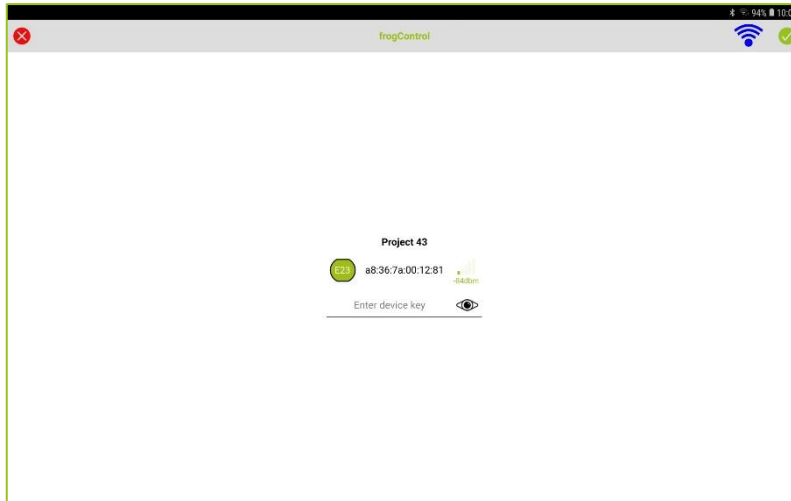 94% 10:0
frogControl
Project 43
E23 a8:36:7a:00:12:81
-84dbm
Enter device key